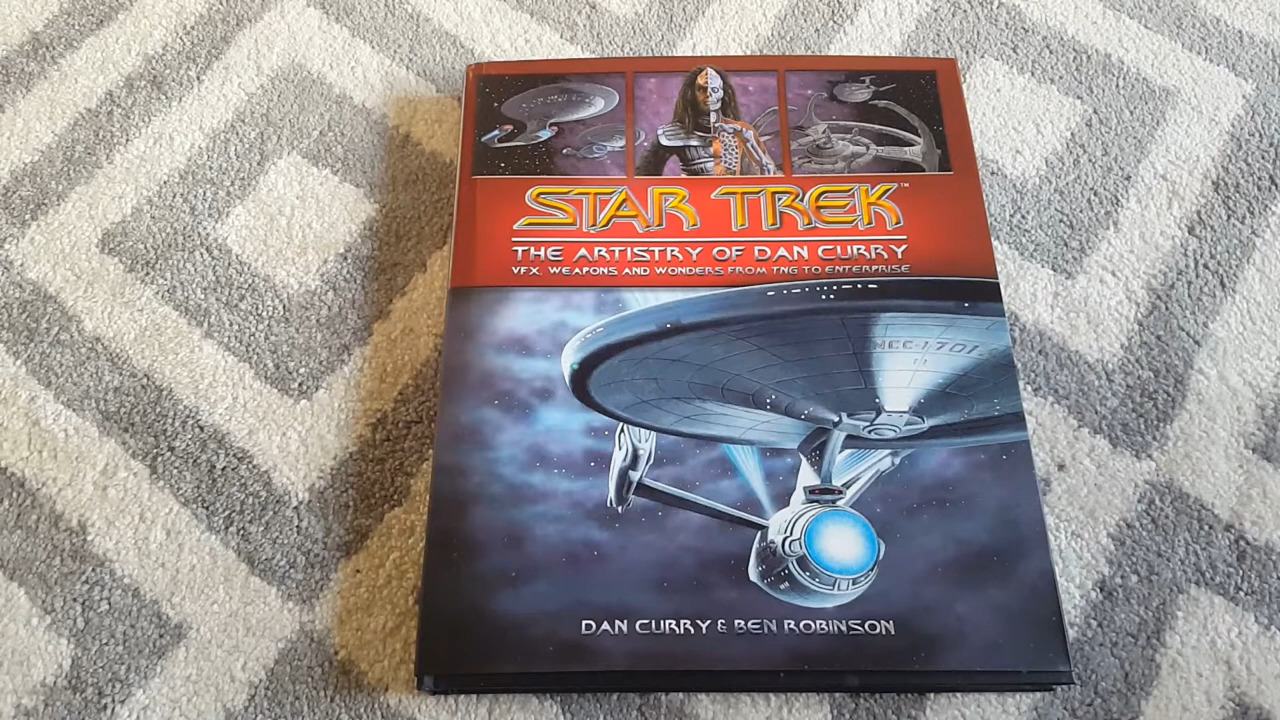 STAR TREK™
THE ARTISTRY OF DAN CURRY
VFX, WEAPONS AND WONDERS FROM TNG TO ENTERPRISE
NCC-1701
DAN CURRY & BEN ROBINSON